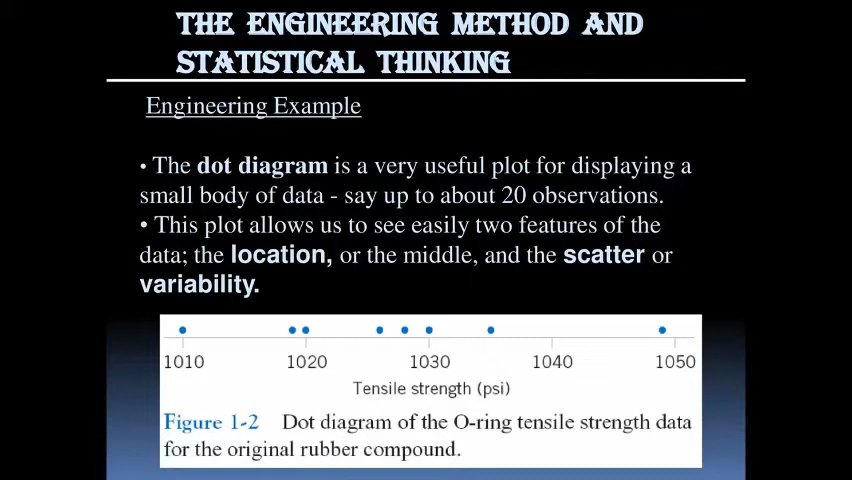 THE ENGINEERING METHOD AND
STATISTICAL THINKING
Engineering Example
• The dot diagram is a very useful plot for displaying a
small body of data - say up to about 20 observations.
• This plot allows us to see easily two features of the
data; the location, or the middle, and the scatter or
variability.
1010 1020 1030 1040 1050
Tensile strength (psi)
Figure 1-2 Dot diagram of the O-ring tensile strength data
for the original rubber compound.